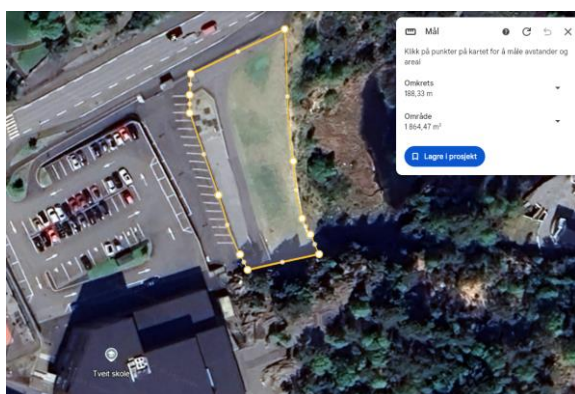 Mål
Klikk på punkter på kartet for å måle avstander og
areal
Omkrets
188,33 m
Område
1 864,47 m²
Lagre i prosjekt
Tveit skole